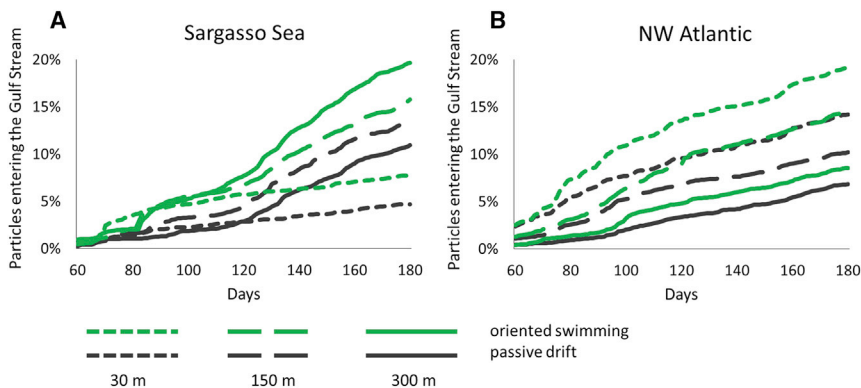 A
Sargasso Sea
Particles entering the Gulf Stream
20%
15%
10%
5%
0%
60 80 100 120 140 160 180
Days
B
NW Atlantic
Particles entering the Gulf Stream
20%
15%
10%
5%
0%
60 80 100 120 140 160 180
Days
oriented swimming
passive drift
30 m 150 m 300 m